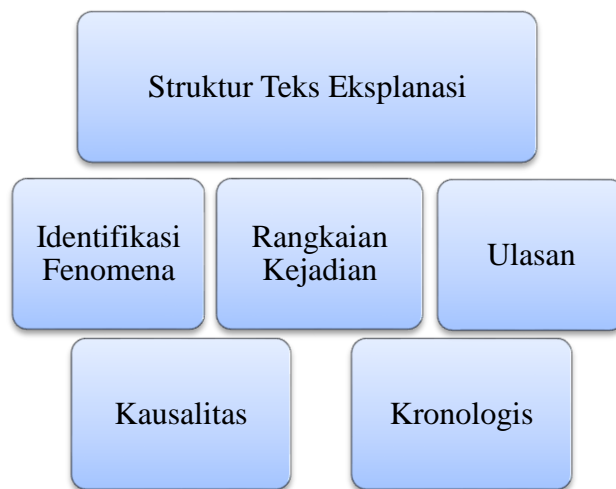 Struktur Teks Eksplanasi
Identifikasi
Fenomena
Rangkaian
Kejadian
Ulasan
Kausalitas
Kronologis